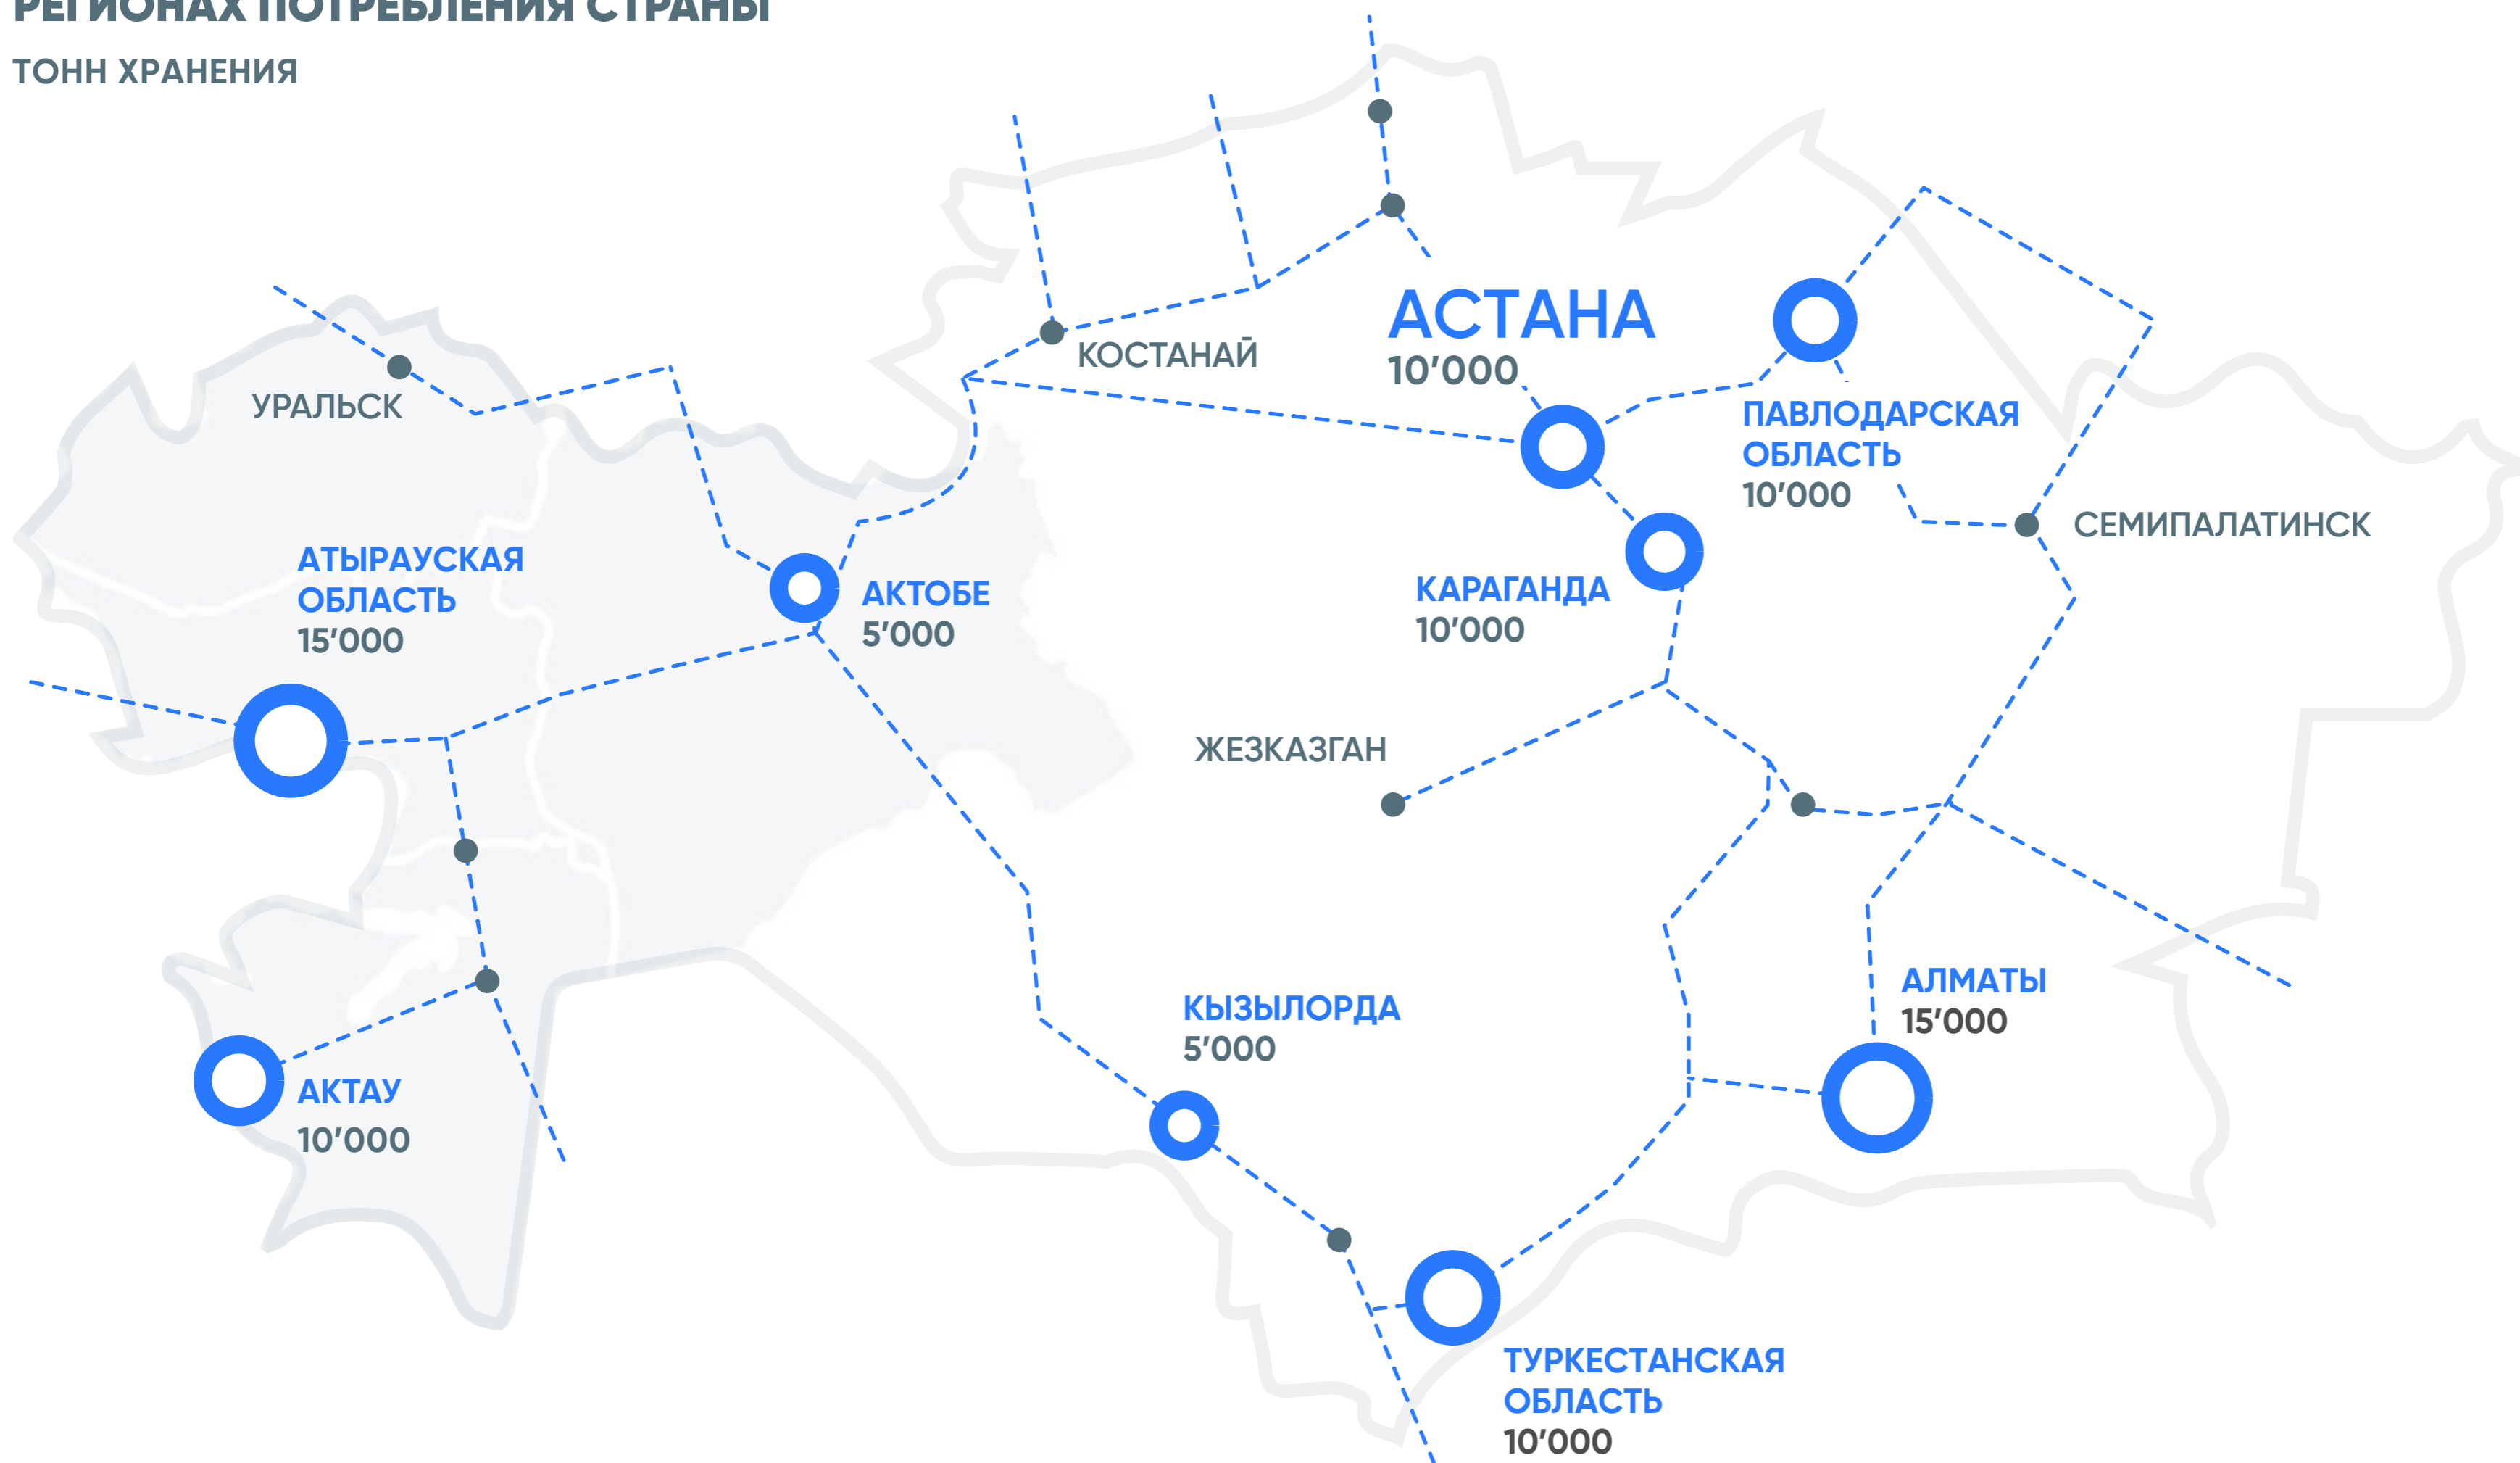 РЕГИОНАХ ПОТРЕБЛЕНИЯ СТРАНЫ
ТОНН ХРАНЕНИЯ
АСТАНА
10’000
КОСТАНАЙ
УРАЛЬСК
ПАВЛОДАРСКАЯ
ОБЛАСТЬ
10’000
СЕМИПАЛАТИНСК
АТЫРАУСКАЯ
ОБЛАСТЬ
15’000
АКТОБЕ
5’000
КАРАГАНДА
10’000
ЖЕЗКАЗГАН
АЛМАТЫ
15’000
КЫЗЫЛОРДА
5’000
АКТАУ
10’000
ТУРКЕСТАНСКАЯ
ОБЛАСТЬ
10’000